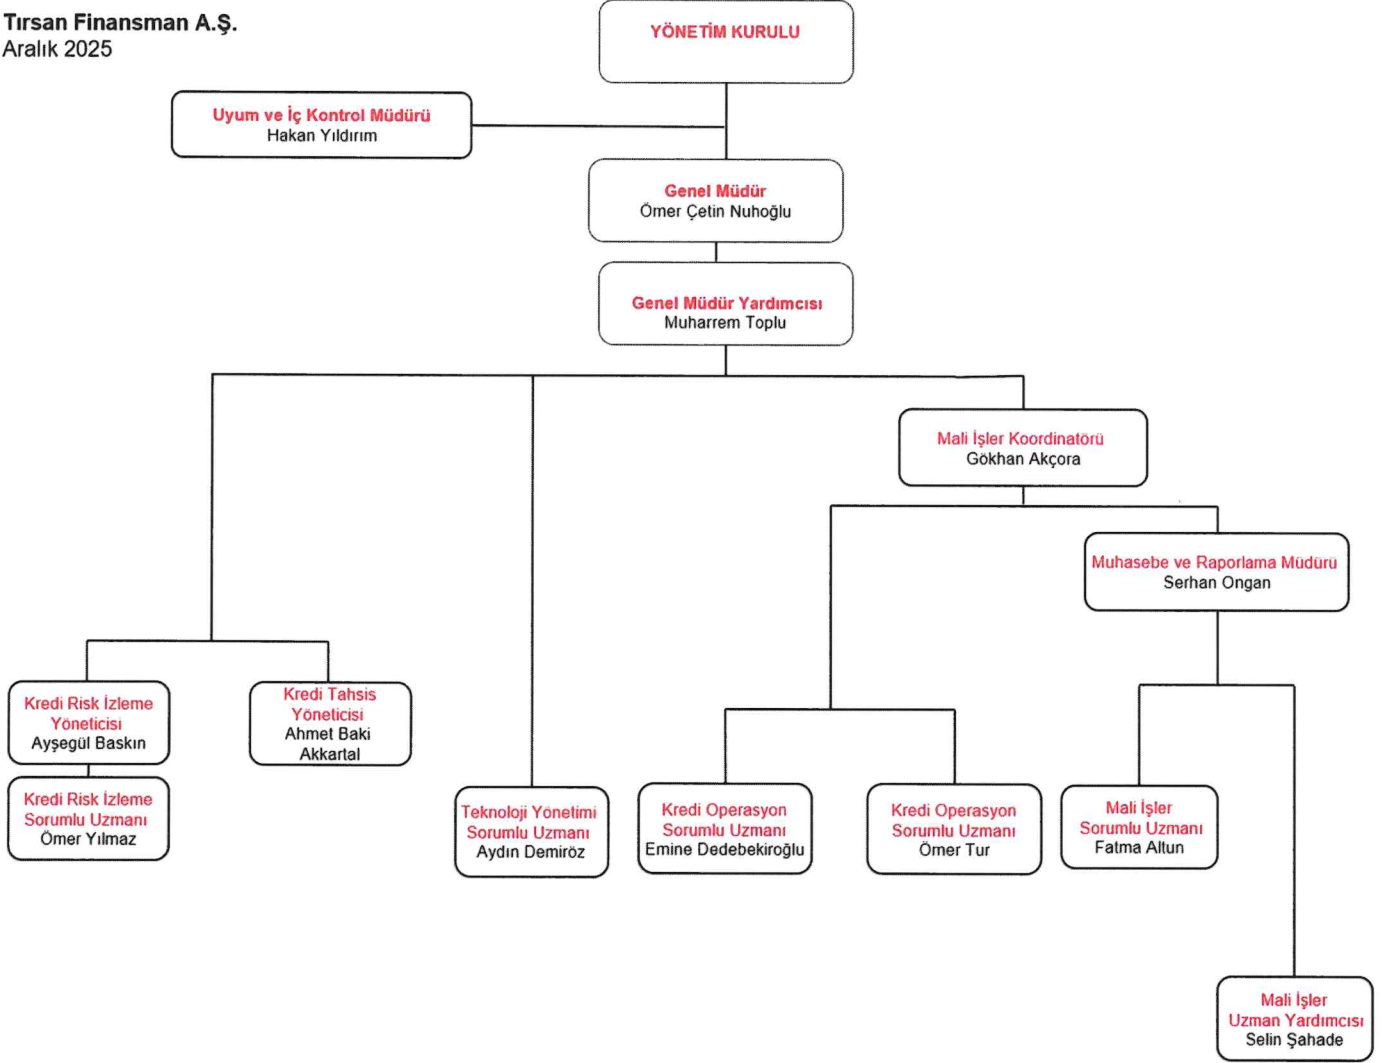 Tırsan Finansman A.Ş.
Aralık 2025
YÖNETİM KURULU
Uyum ve İç Kontrol Müdürü
Hakan Yıldırım
Genel Müdür
Ömer Çetin Nuhoğlu
Genel Müdür Yardımcısı
Muharrem Toplu
Mali İşler Koordinatörü
Gökhan Akçora
Muhasebe ve Raporlama Müdürü
Serhan Ongan
Kredi Risk İzleme
Yöneticisi
Ayşegül Baskın
Kredi Tahsis
Yöneticisi
Ahmet Baki
Akkartal
Kredi Risk İzleme
Sorumlu Uzmanı
Ömer Yılmaz
Teknoloji Yönetimi
Sorumlu Uzmanı
Aydın Demiröz
Kredi Operasyon
Sorumlu Uzmanı
Emine Dedebekiroğlu
Kredi Operasyon
Sorumlu Uzmanı
Ömer Tur
Mali İşler
Sorumlu Uzmanı
Fatma Altun
Mali İşler
Uzman Yardımcısı
Selin Şahade